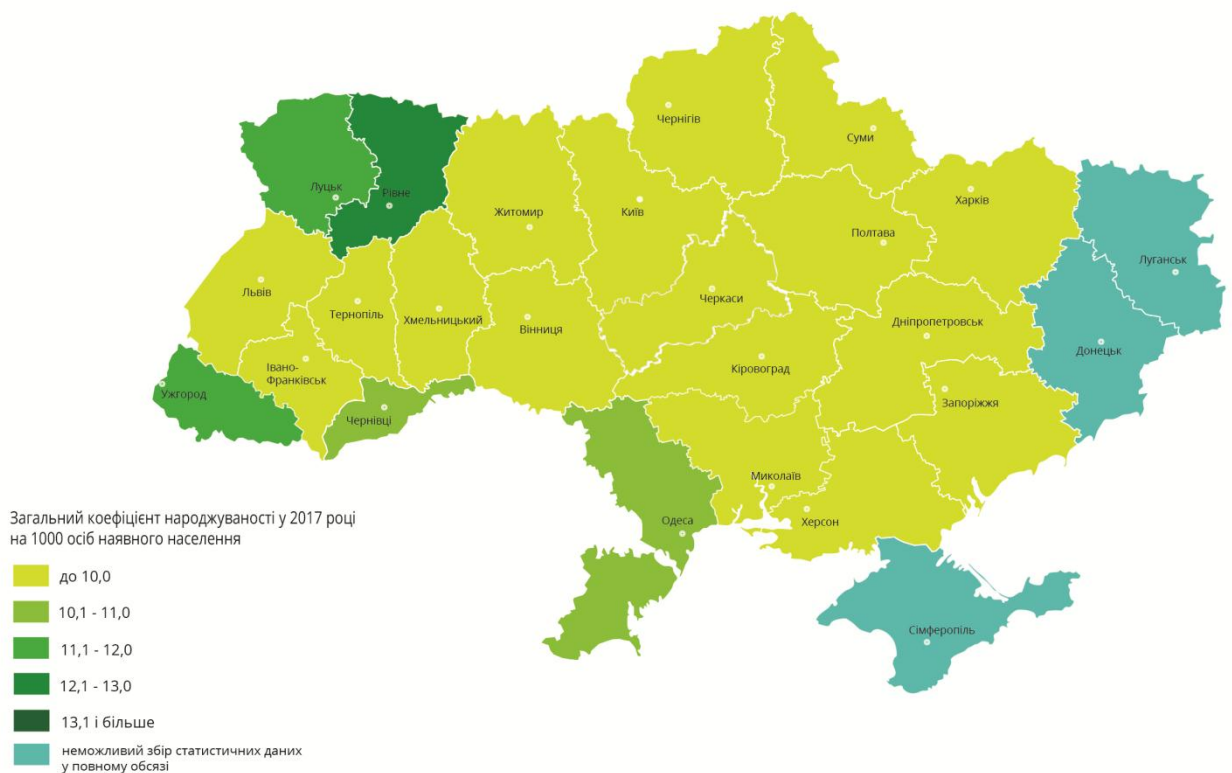 Чернігів
Суми
Луцьк
Рівне
Житомир
Київ
Харків
Полтава
Луганськ
Львів
Тернопіль
Хмельницький
Вінниця
Черкаси
Дніпропетровськ
Донецьк
Івано-
Франківськ
Кіровоград
Ужгород
Чернівці
Запоріжжя
Миколаїв
Одеса
Херсон
Сімферопіль
Загальний коефіцієнт народжуваності у 2017 році
на 1000 осіб наявного населення
до 10,0
10,1 - 11,0
11,1 - 12,0
12,1 - 13,0
13,1 і більше
неможливий збір статистичних даних
у повному обсязі